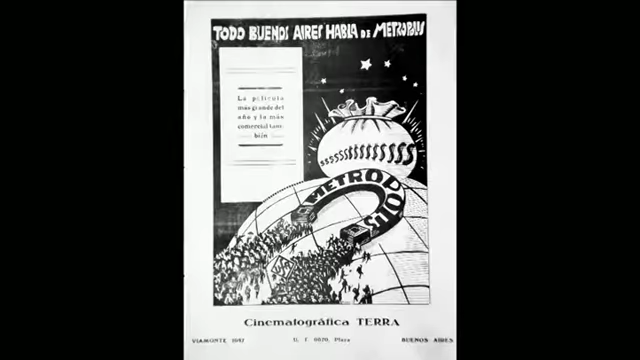 TODO BUENOS AIRES HABLA DE METROPOLIS
La película
más grande del
año y la más
comercial tam-
bién
$$$$$$$$$$$$$$
METROPOLIS
Cinematográfica TERRA
VIAMONTE 1947
BUENOS AIRES